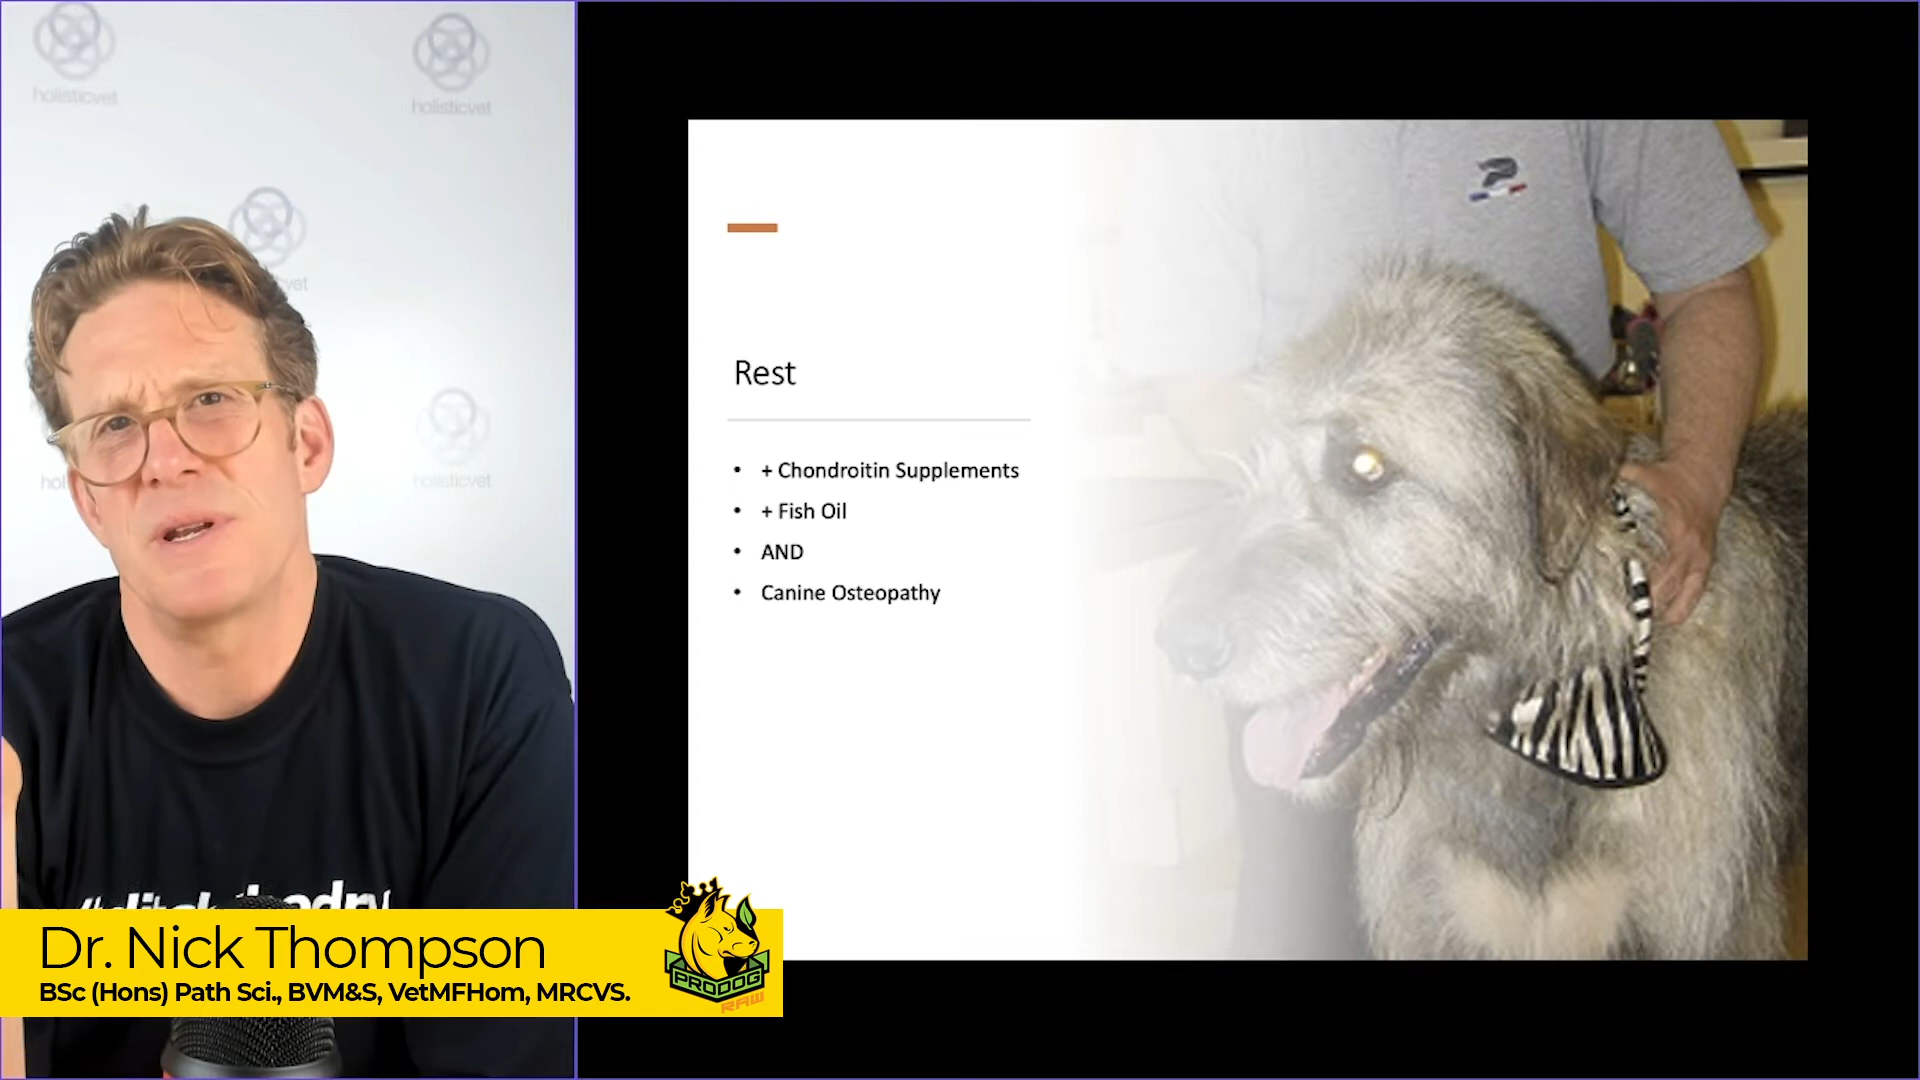 holisticvet
holisticvet
Rest
• + Chondroitin Supplements
• + Fish Oil
• AND
• Canine Osteopathy
holisticvet
Dr. Nick Thompson
BSc (Hons) Path Sci., BVM&S, VetMFHom, MRCVS.
PRODOG
RAW